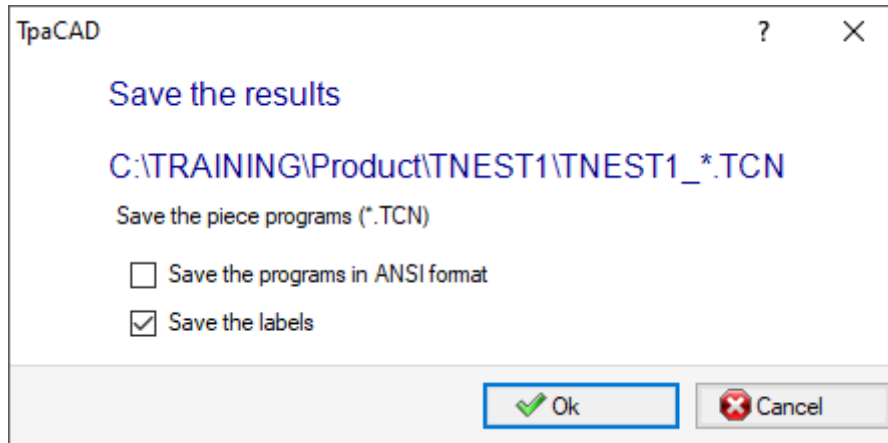 TpaCAD ?
Save the results
C:\TRAINING\Product\TNEST1\TNEST1_*.TCN
Save the piece programs (*.TCN)
Save the programs in ANSI format
Save the labels
Ok Cancel